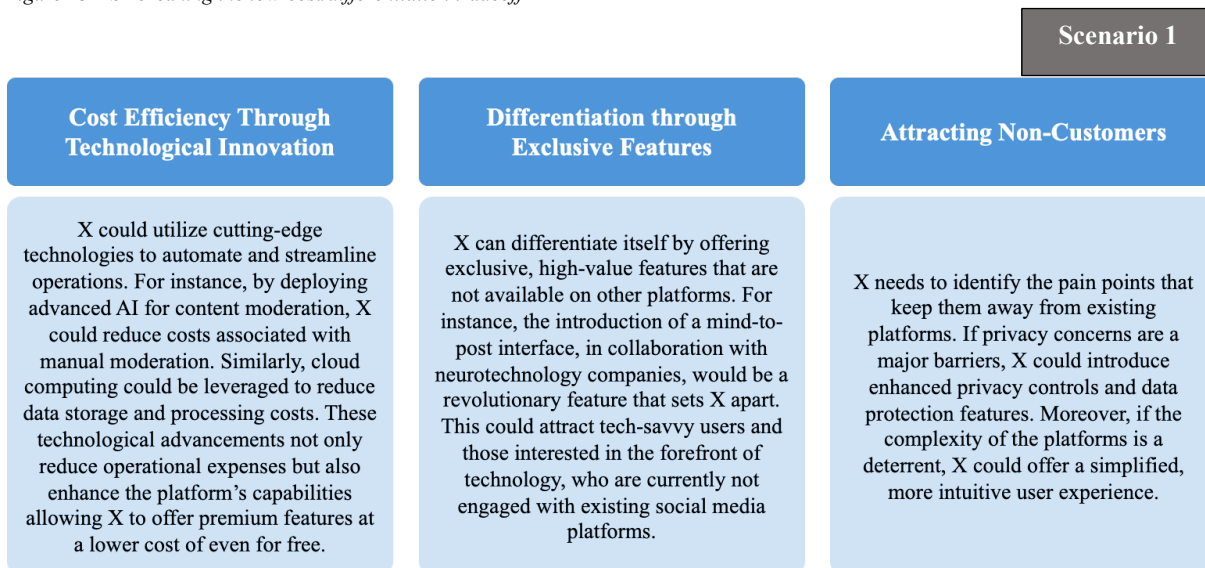 Scenario 1
Cost Efficiency Through
Technological Innovation
X could utilize cutting-edge
technologies to automate and streamline
operations. For instance, by deploying
advanced AI for content moderation, X
could reduce costs associated with
manual moderation. Similarly, cloud
computing could be leveraged to reduce
data storage and processing costs. These
technological advancements not only
reduce operational expenses but also
enhance the platform’s capabilities
allowing X to offer premium features at
a lower cost of even for free.
Differentiation through
Exclusive Features
X can differentiate itself by offering
exclusive, high-value features that are
not available on other platforms. For
instance, the introduction of a mind-to-
post interface, in collaboration with
neurotechnology companies, would be a
revolutionary feature that sets X apart.
This could attract tech-savvy users and
those interested in the forefront of
technology, who are currently not
engaged with existing social media
platforms.
Attracting Non-Customers
X needs to identify the pain points that
keep them away from existing
platforms. If privacy concerns are a
major barriers, X could introduce
enhanced privacy controls and data
protection features. Moreover, if the
complexity of the platforms is a
deterrent, X could offer a simplified,
more intuitive user experience.